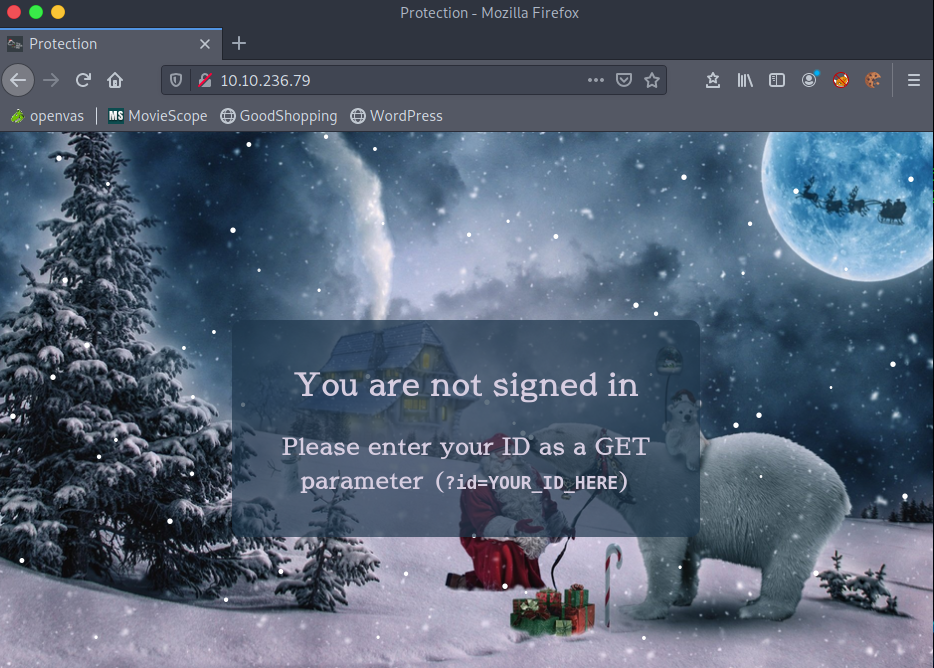 Protection - Mozilla Firefox
Protection
10.10.236.79
openvas MS MovieScope GoodShopping WordPress
You are not signed in
Please enter your ID as a GET
parameter (?id=YOUR_ID_HERE)